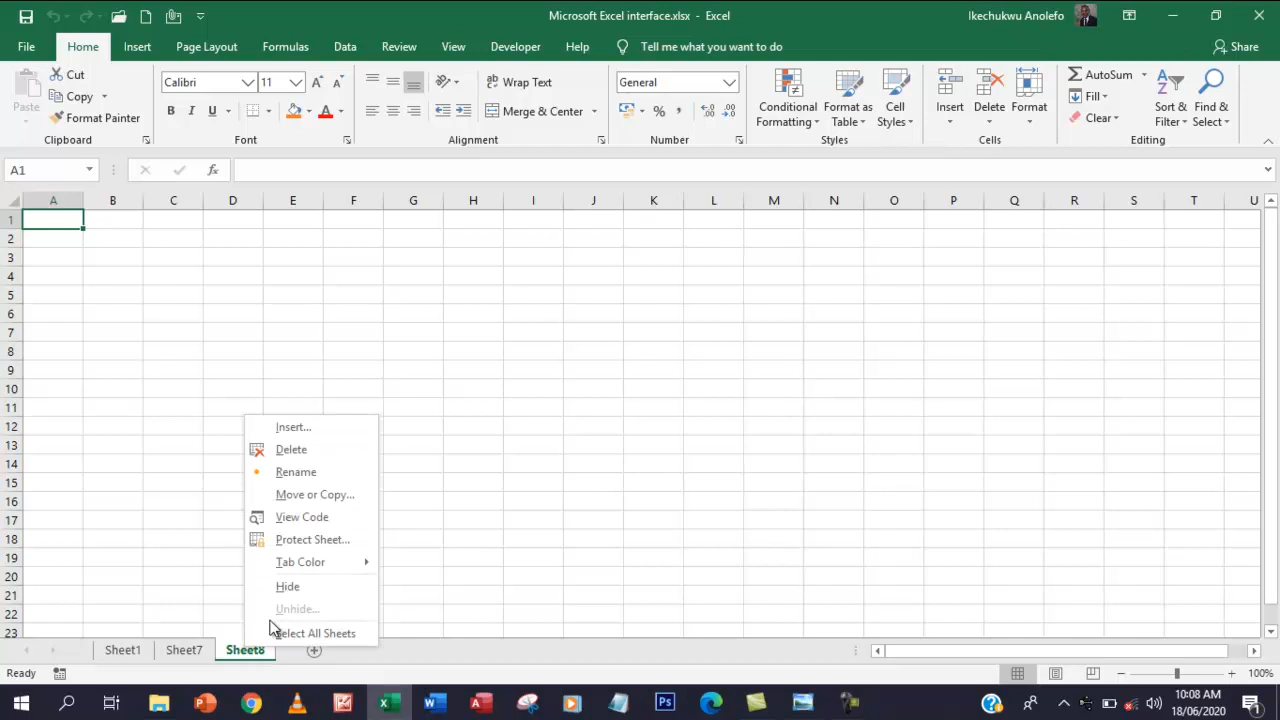 Microsoft Excel interface.xlsx - Excel
Ikechukwu Anolefo
File Home Insert Page Layout Formulas Data Review View Developer Help Tell me what you want to do Share
Paste
Cut
Copy
Format Painter
Clipboard
Calibri 11
B I U A
Font
Wrap Text
Merge & Center
Alignment
General
%
Number
Conditional Formatting
Format as Table
Cell Styles
Styles
Insert
Delete
Format
Cells
AutoSum
Fill
Clear
Sort & Filter
Find & Select
Editing
A1 fx
A B C D E F G H I J K L M N O P Q R S T U
1
2
3
4
5
6
7
8
9
10
11
12
13
14
15
16
17
18
19
20
21
22
23
Insert...
Delete
Rename
Move or Copy...
View Code
Protect Sheet...
Tab Color
Hide
Unhide...
Select All Sheets
Sheet1 Sheet7 Sheet8
Ready
100%
10:08 AM
18/06/2020